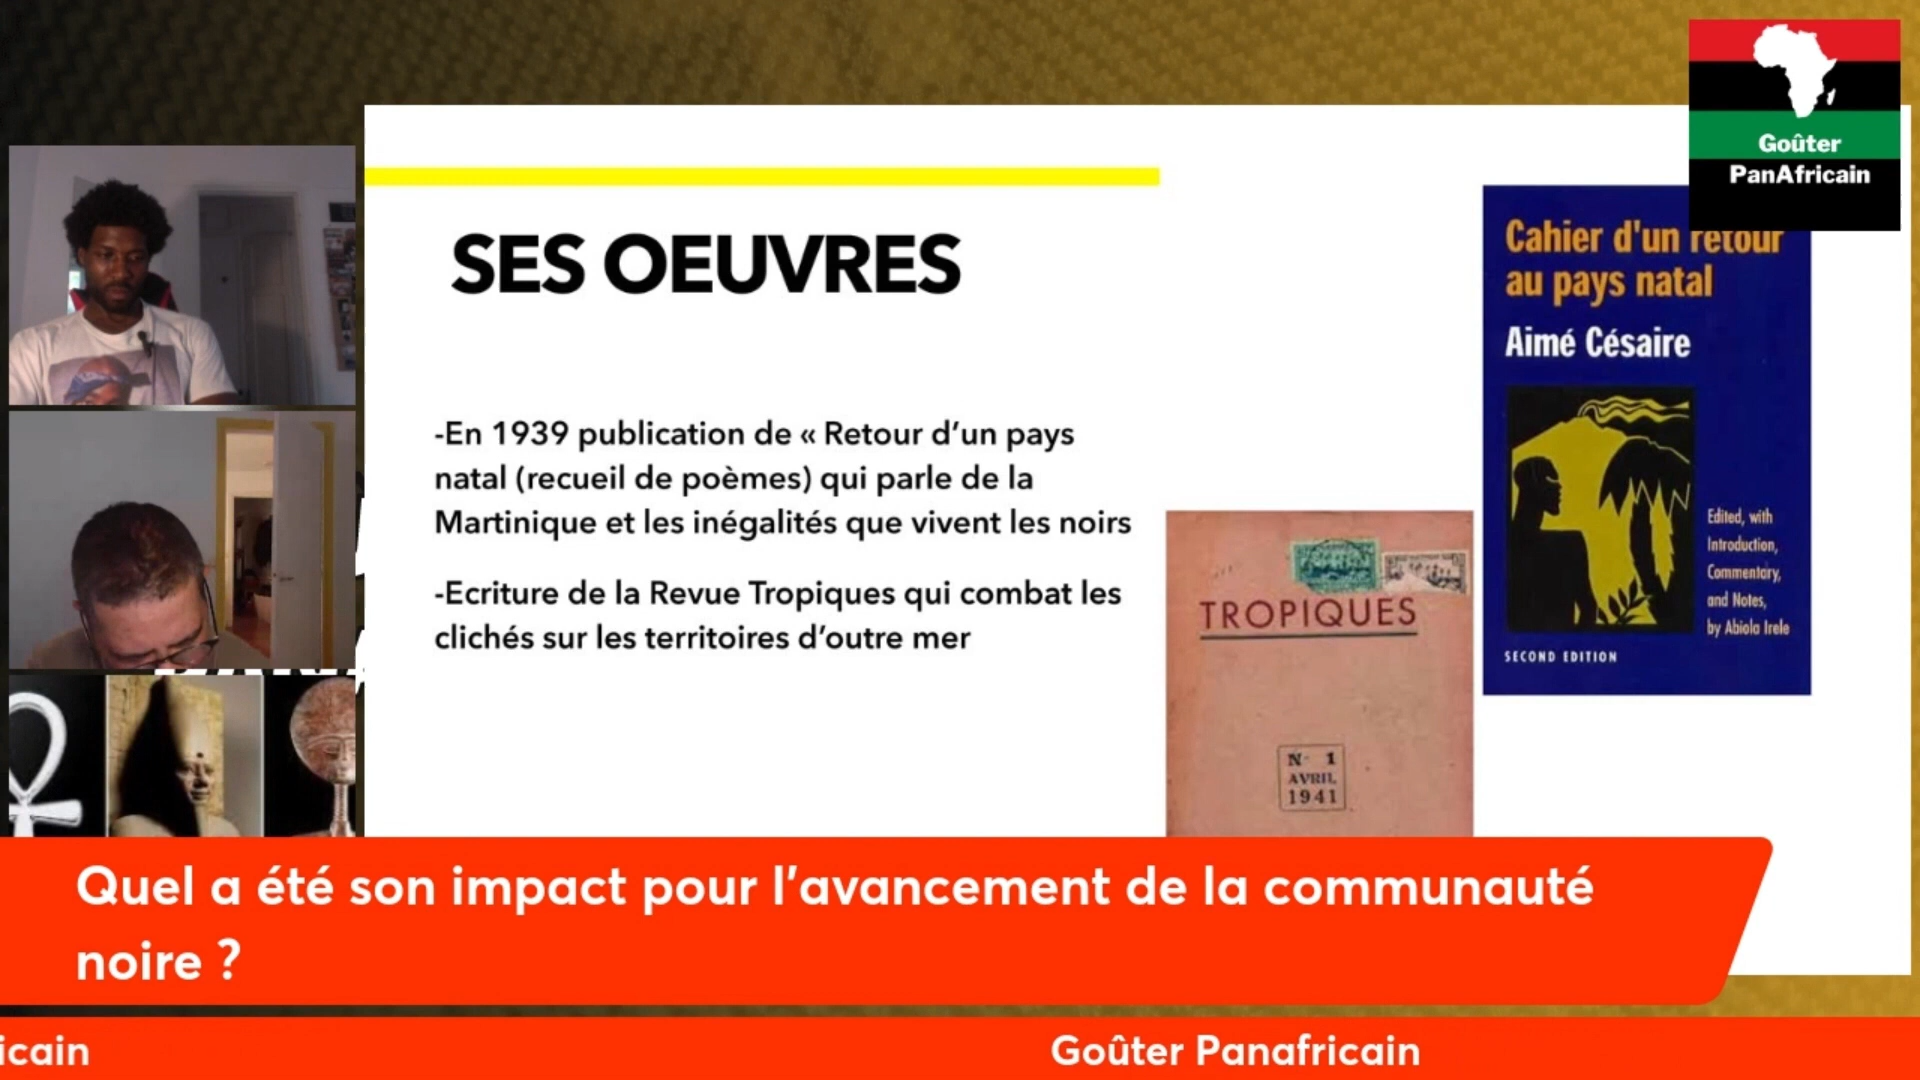 Goûter
PanAfricain
SES OEUVRES
-En 1939 publication de « Retour d’un pays
natal (recueil de poèmes) qui parle de la
Martinique et les inégalités que vivent les noirs
-Ecriture de la Revue Tropiques qui combat les
clichés sur les territoires d’outre mer
Cahier d'un retour
au pays natal
Aimé Césaire
Edited, with
Introduction,
Commentary,
and Notes,
by Abiola Irele
SECOND EDITION
TROPIQUES
N° 1
AVRIL
1941
Quel a été son impact pour l’avancement de la communauté
noire ?
icain
Goûter Panafricain